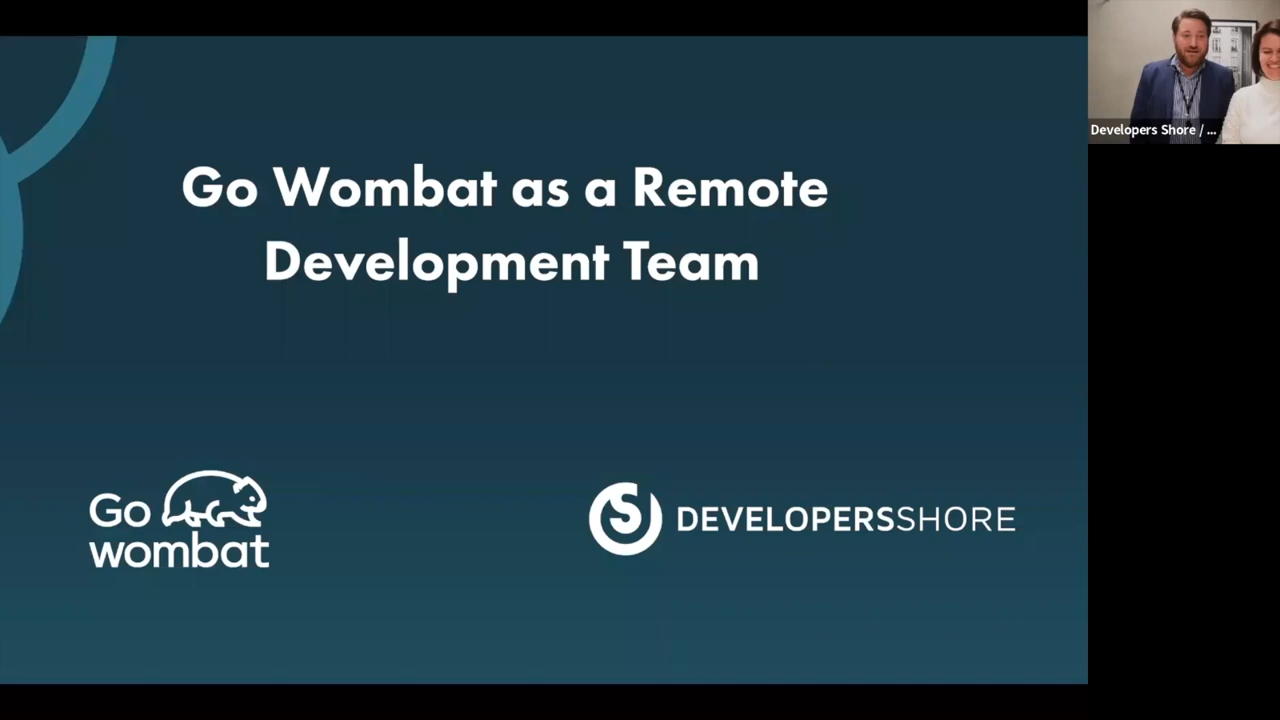 Go Wombat as a Remote
Development Team
Go
wombat
DEVELOPERSSHORE
Developers Shore / ...